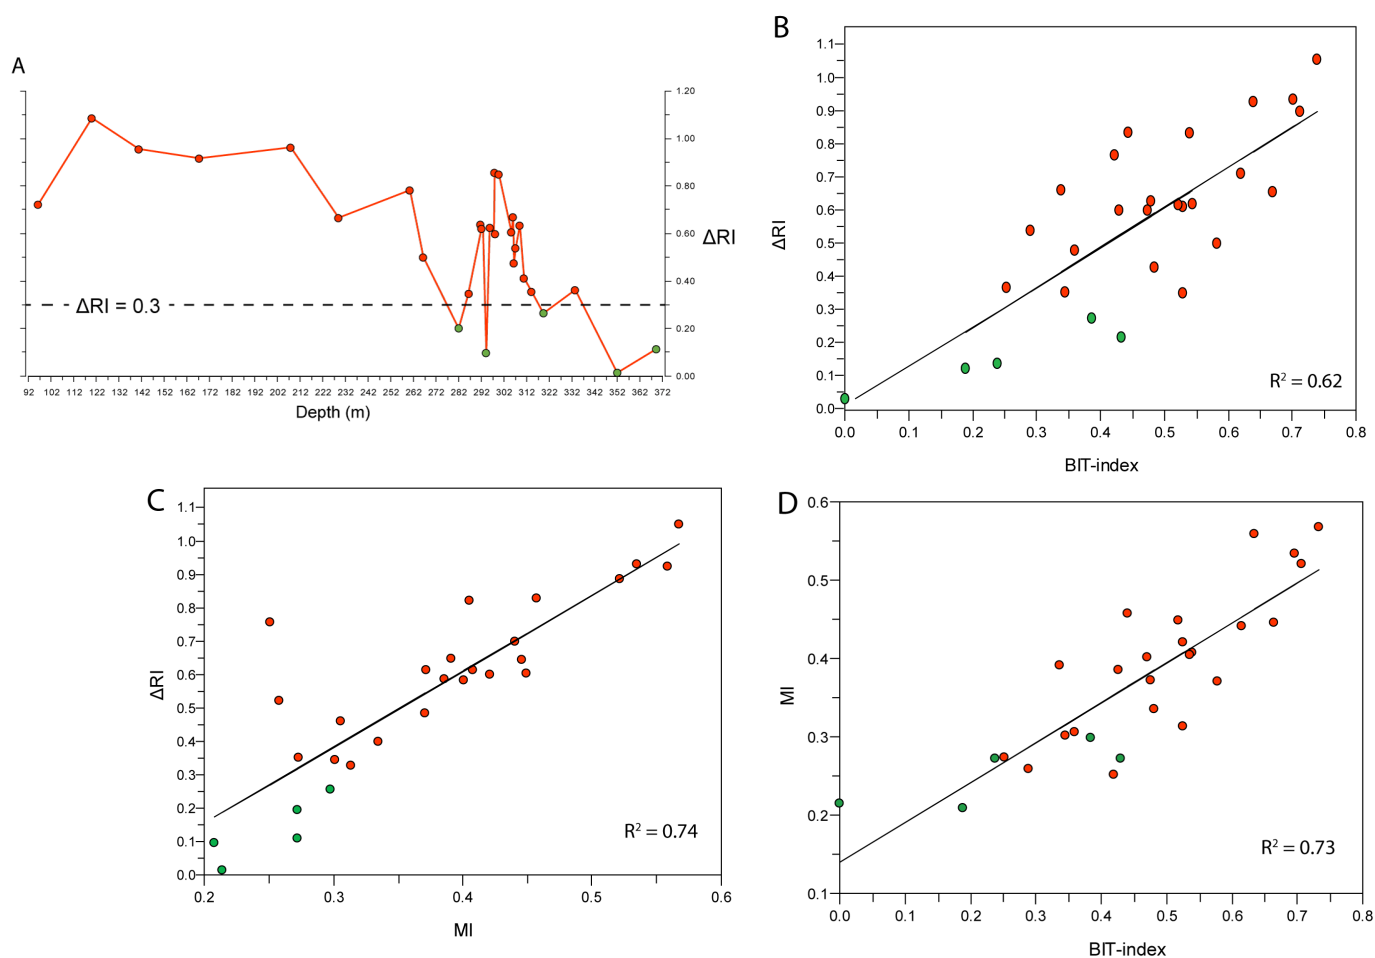 A
1.20
1.00
0.80
0.60
0.40
0.20
0.00
ΔRI
ΔRI = 0.3
92 102 112 122 132 142 152 162 172 182 192 202 212 222 232 242 252 262 272 282 292 302 312 322 332 342 352 362 372
Depth (m)
B
1.1
1.0
0.9
0.8
0.7
0.6
0.5
0.4
0.3
0.2
0.1
0.0
ΔRI
R² = 0.62
0.0 0.1 0.2 0.3 0.4 0.5 0.6 0.7 0.8
BIT-index
C
1.1
1.0
0.9
0.8
0.7
0.6
0.5
0.4
0.3
0.2
0.1
0.0
ΔRI
R² = 0.74
0.2 0.3 0.4 0.5 0.6
MI
D
0.6
0.5
0.4
0.3
0.2
0.1
MI
R² = 0.73
0.0 0.1 0.2 0.3 0.4 0.5 0.6 0.7 0.8
BIT-index